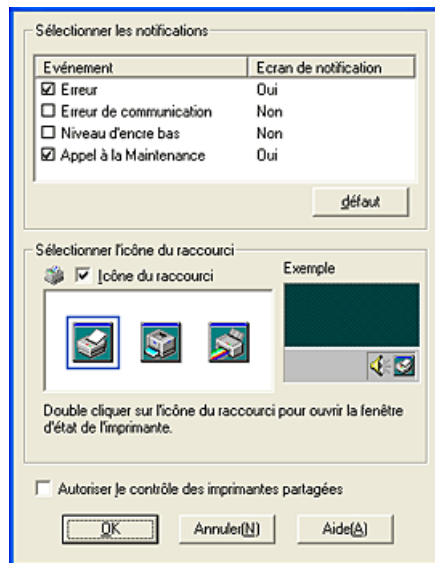 Sélectionner les notifications
Evénement Ecran de notification
Erreur Oui
Erreur de communication Non
Niveau d'encre bas Non
Appel à la Maintenance Oui
défaut
Sélectionner l'icône du raccourci
Icône du raccourci Exemple
Double cliquer sur l'icône du raccourci pour ouvrir la fenêtre
d'état de l'imprimante.
Autoriser le contrôle des imprimantes partagées
OK Annuler(N) Aide(A)